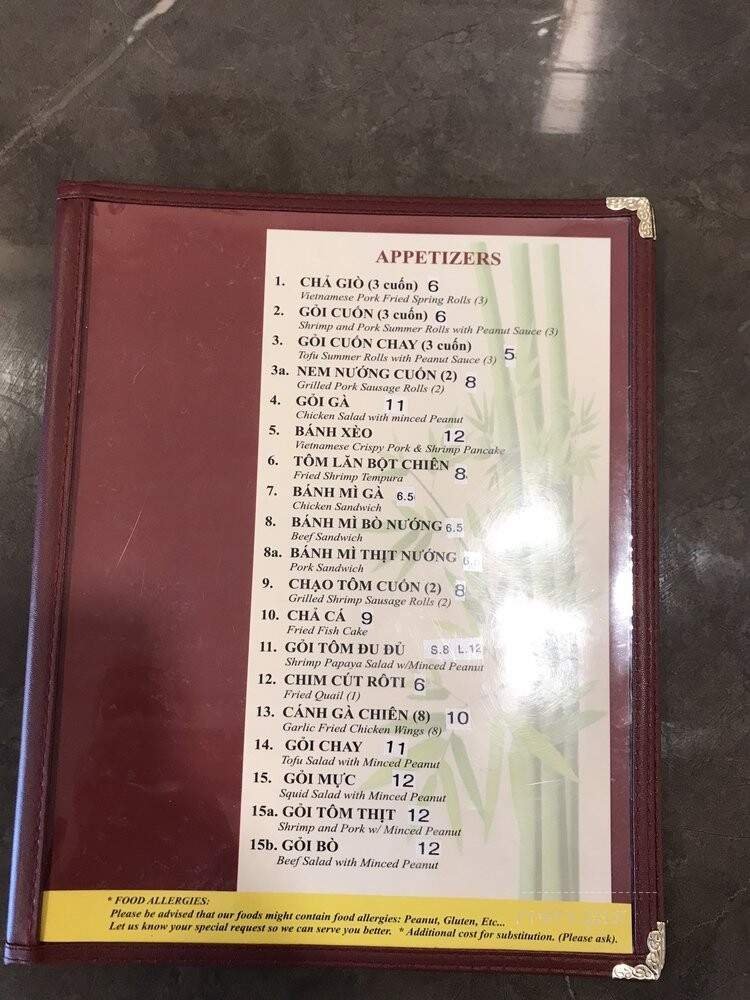 APPETIZERS
1. CHẢ GIÒ (3 cuốn) 6
Vietnamese Pork Fried Spring Rolls (3)
2. GỎI CUỐN (3 cuốn) 6
Shrimp and Pork Summer Rolls with Peanut Sauce (3)
3. GỎI CUỐN CHAY (3 cuốn) 5
Tofu Summer Rolls with Peanut Sauce (3)
3a. NEM NƯỚNG CUỐN (2) 8
Grilled Pork Sausage Rolls (2)
4. GỎI GÀ 11
Chicken Salad with minced Peanut
5. BÁNH XÈO 12
Vietnamese Crispy Pork & Shrimp Pancake
6. TÔM LĂN BỘT CHIÊN 8
Fried Shrimp Tempura
7. BÁNH MÌ GÀ 6.5
Chicken Sandwich
8. BÁNH MÌ BÒ NƯỚNG 6.5
Beef Sandwich
8a. BÁNH MÌ THỊT NƯỚNG
Pork Sandwich
9. CHẠO TÔM CUỐN (2) 8
Grilled Shrimp Sausage Rolls (2)
10. CHẢ CÁ 9
Fried Fish Cake
11. GỎI TÔM ĐU ĐỦ S.8 L.12
Shrimp Papaya Salad w/Minced Peanut
12. CHIM CÚT RÔTI 6
Fried Quail (1)
13. CÁNH GÀ CHIÊN (8) 10
Garlic Fried Chicken Wings (8)
14. GỎI CHAY 11
Tofu Salad with Minced Peanut
15. GỎI MỰC 12
Squid Salad with Minced Peanut
15a. GỎI TÔM THỊT 12
Shrimp and Pork w/ Minced Peanut
15b. GỎI BÒ 12
Beef Salad with Minced Peanut
* FOOD ALLERGIES:
Please be advised that our foods might contain food allergies: Peanut, Gluten, Etc...
Let us know your special request so we can serve you better. * Additional cost for substitution. (Please ask).